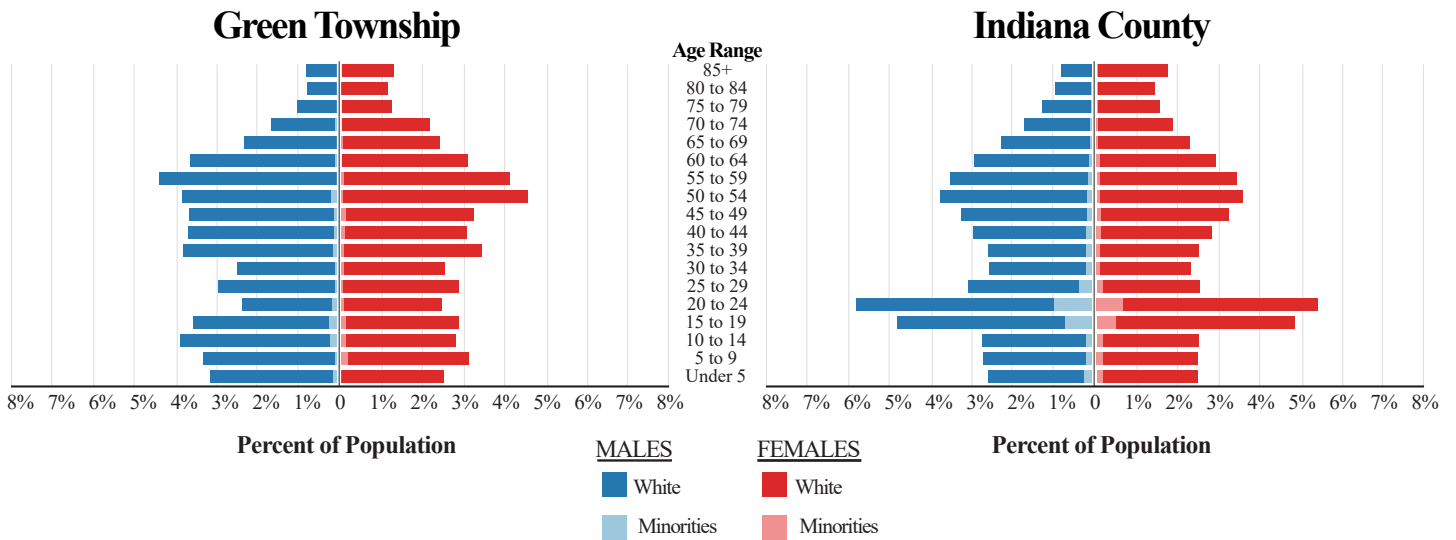 Green Township
Indiana County
Age Range
85+
80 to 84
75 to 79
70 to 74
65 to 69
60 to 64
55 to 59
50 to 54
45 to 49
40 to 44
35 to 39
30 to 34
25 to 29
20 to 24
15 to 19
10 to 14
5 to 9
Under 5
8% 7% 6% 5% 4% 3% 2% 1% 0 1% 2% 3% 4% 5% 6% 7% 8%
8% 7% 6% 5% 4% 3% 2% 1% 0 1% 2% 3% 4% 5% 6% 7% 8%
Percent of Population
Percent of Population
MALES
White
Minorities
FEMALES
White
Minorities